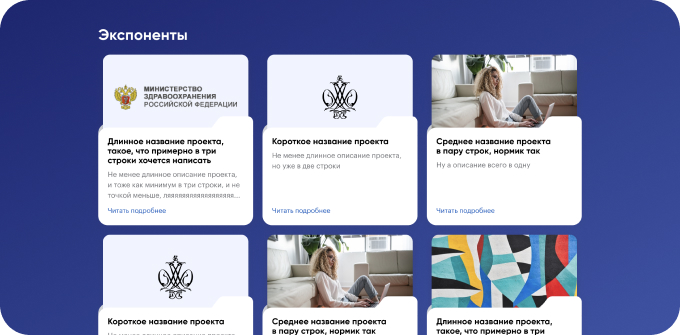 Экспоненты
МИНИСТЕРСТВО
ЗДРАВООХРАНЕНИЯ
РОССИЙСКОЙ ФЕДЕРАЦИИ
Длинное название проекта,
такое, что примерно в три
строки хочется написать
Не менее длинное описание проекта,
и тоже как минимум в три строки, и не
точкой меньше, ляяяяяяяяяяяяяяяяяя...
Читать подробнее
Короткое название проекта
Не менее длинное описание проекта,
но уже в две строки
Читать подробнее
Среднее название проекта
в пару строк, нормик так
Ну а описание всего в одну
Читать подробнее
Короткое название проекта
Среднее название проекта
в пару строк, нормик так
Длинное название проекта,
такое, что примерно в три